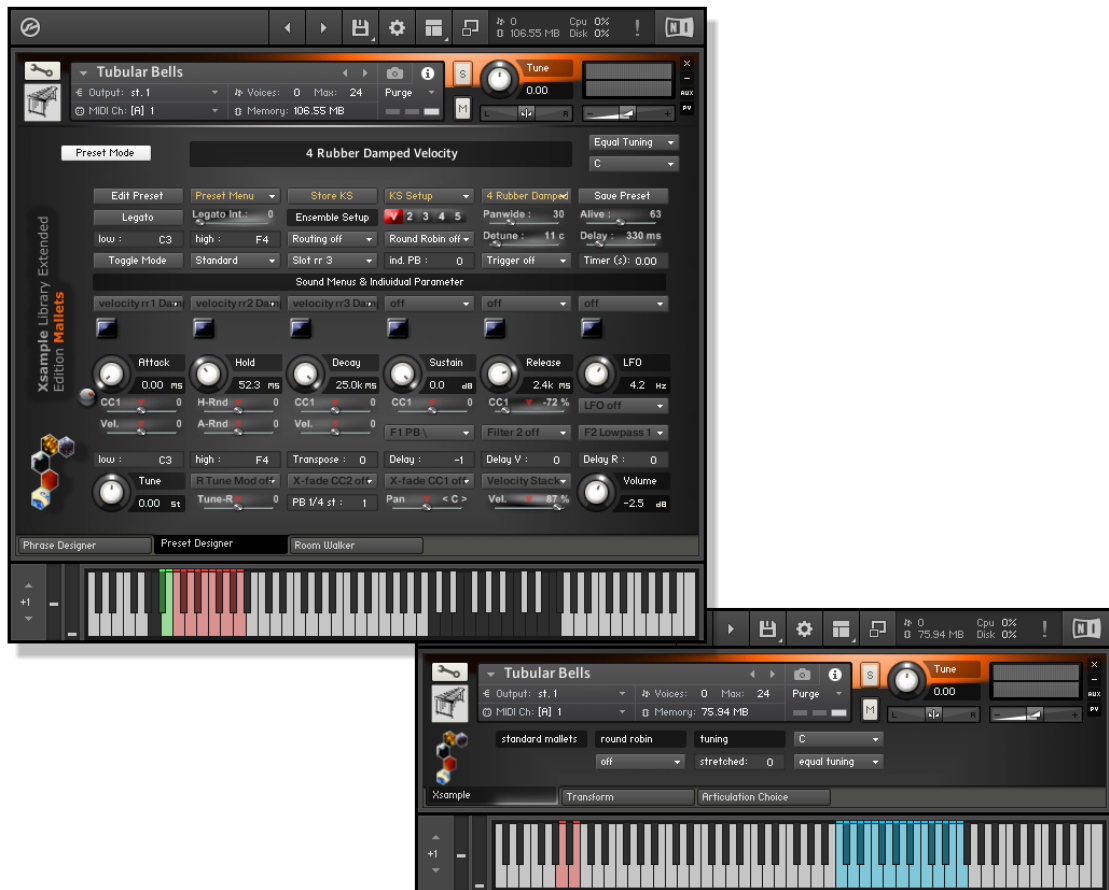 0 Cpu 0%
106.55 MB Disk 0% ! NI
Tubular Bells i S Tune ×
Output: st.1 Voices: 0 Max: 24 Purge 0.00 AUX
MIDI Ch: [A] 1 Memory: 106.55 MB M L R - + PV
Preset Mode 4 Rubber Damped Velocity Equal Tuning
C
Edit Preset Preset Menu Store KS KS Setup 4 Rubber Damped Save Preset
Legato Legato Int.: 0 Ensemble Setup V 2 3 4 5 Panwide : 30 Alive : 63
low : C3 high : F4 Routing off Round Robin off Detune : 11 c Delay : 330 ms
Toggle Mode Standard Slot rr 3 ind. PB : 0 Trigger off Timer (s): 0.00
Sound Menus & Individual Parameter
velocity rr1 Dam velocity rr2 Dam velocity rr3 Dam off off off
Xsample Library Extended
Edition Mallets
Attack Hold Decay Sustain Release LFO
0.00 ms 52.3 ms 25.0k ms 0.0 dB 2.4k ms 4.2 Hz
CC1 0 H-Rnd 0 CC1 0 CC1 0 CC1 -72 % LFO off
Vel. 0 A-Rnd 0 Vel. 0 F1 PB \ Filter 2 off F2 Lowpass 1
low : C3 high : F4 Transpose : 0 Delay : -1 Delay V : 0 Delay R : 0
Tune R Tune Mod off X-fade CC2 off X-fade CC1 off Velocity Stack Volume
0.00 st Tune-R 0 PB 1/4 st : 1 Pan < C > Vel. 87 % -2.5 dB
Phrase Designer Preset Designer Room Walker
+1
0 Cpu 0%
75.94 MB Disk 0% ! NI
Tubular Bells i S Tune ×
Output: st.1 Voices: 0 Max: 24 Purge 0.00 AUX
MIDI Ch: [A] 1 Memory: 75.94 MB M L R - + PV
standard mallets round robin tuning C
off stretched: 0 equal tuning
Xsample Transform Articulation Choice
+1